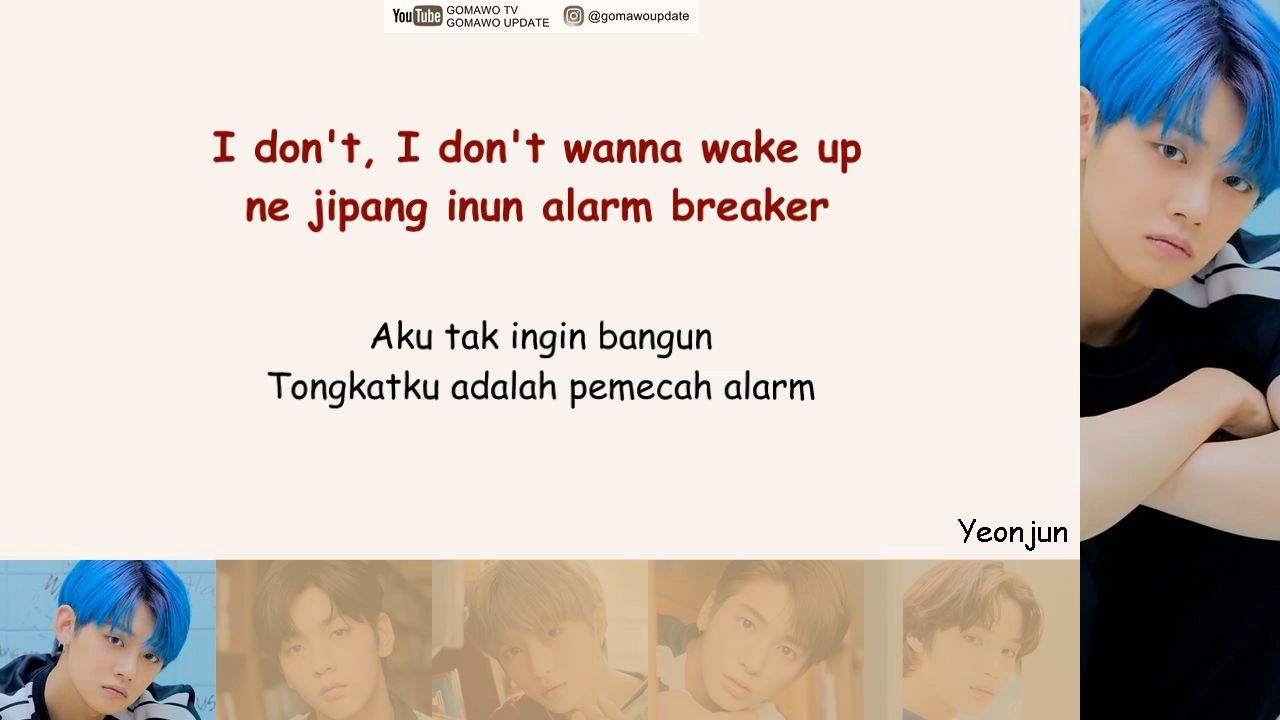 YouTube GOMAWO TV
GOMAWO UPDATE
@gomawoupdate
I don't, I don't wanna wake up
ne jipang inun alarm breaker
Aku tak ingin bangun
Tongkatku adalah pemecah alarm
Yeonjun